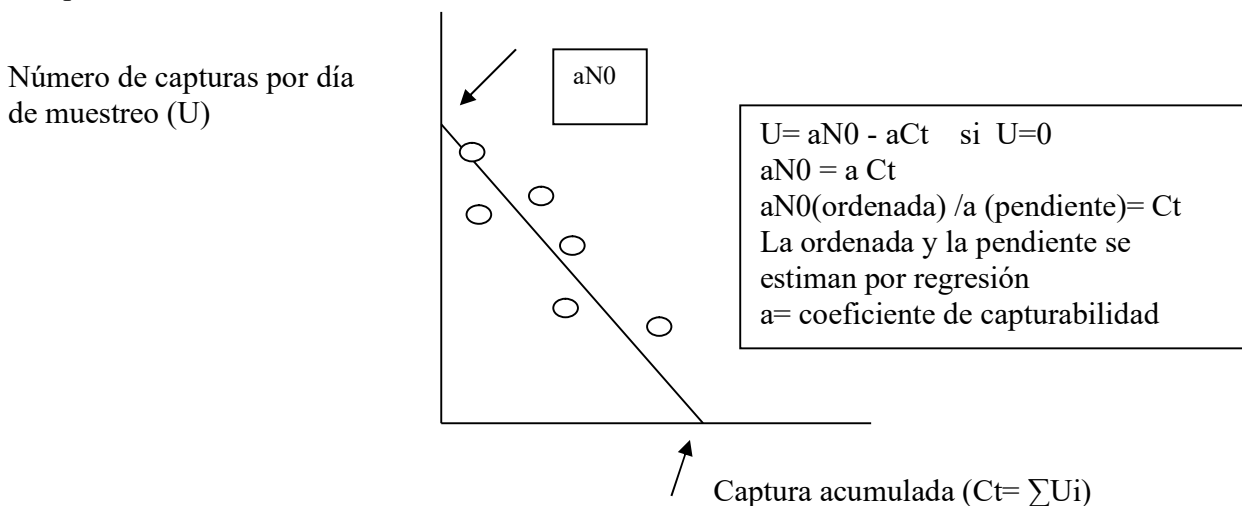 Número de capturas por día
de muestreo (U)
aN0
U= aN0 - aCt si U=0
aN0 = a Ct
aN0(ordenada) /a (pendiente)= Ct
La ordenada y la pendiente se
estiman por regresión
a= coeficiente de capturabilidad
Captura acumulada (Ct= ∑Ui)